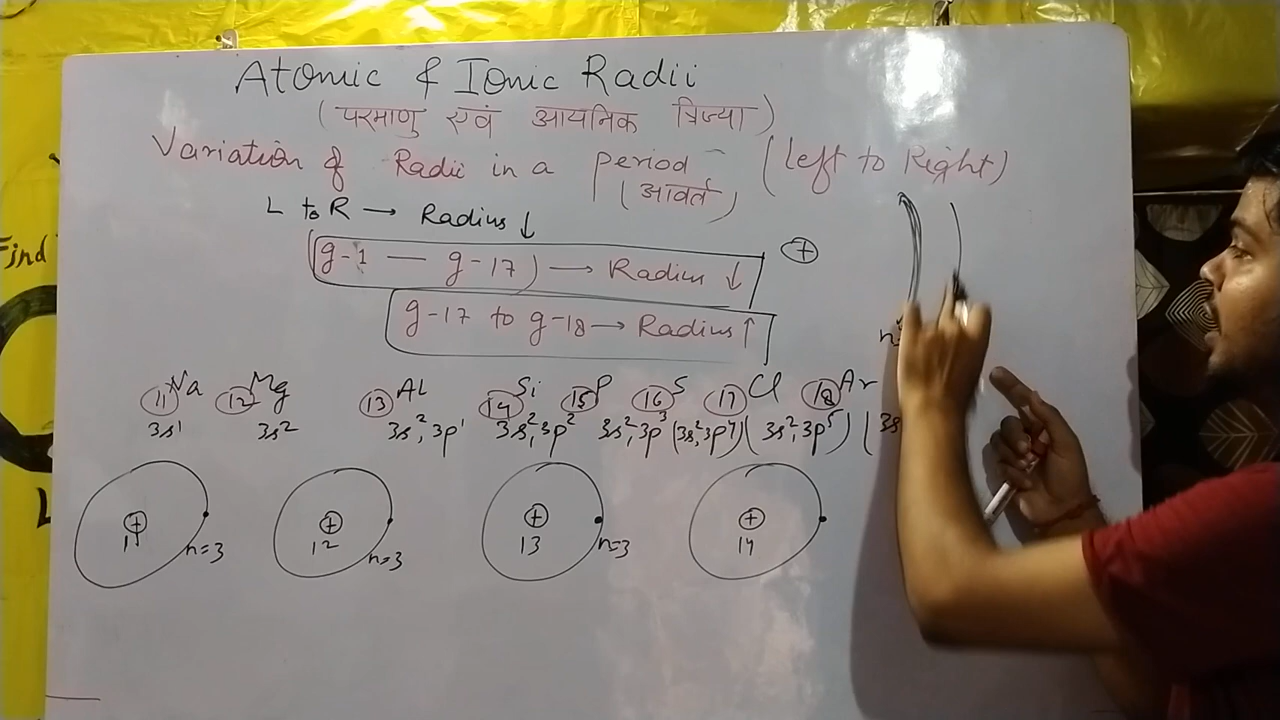 Atomic & Ionic Radii
(परमाणु एवं आयनिक त्रिज्या)
Variation of Radii in a period (Left to Right)
(आवर्त)
L to R → Radius ↓
(g-1 — g-17) → Radius ↓ +
g-17 to g-18 → Radius ↑
Find
11 Na 12 Mg 13 Al 14 Si 15 P 16 S 17 Cl 18 Ar
3s¹ 3s² 3s², 3p¹ 3s², 3p² 3s², 3p³ (3s², 3p⁴) (3s², 3p⁵) (3s
+ + + +
11 n=3 12 n=3 13 n=3 14